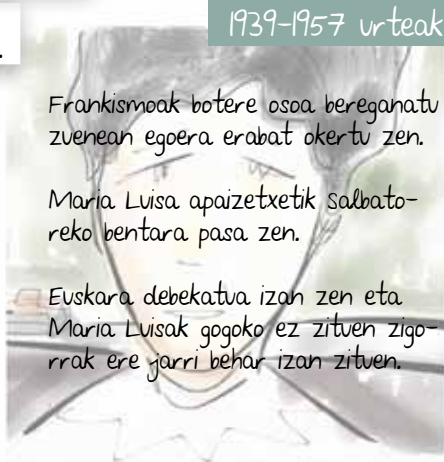 1939-1957 urteak
.
Frankismoak botere osoa bereganatu
zuenean egoera erabat okertu zen.
Maria Luisa apaizetxetik Salbato-
reko bentara pasa zen.
Euskara debekatua izan zen eta
Maria Luisak gogoko ez zituen zigo-
rrak ere jarri behar izan zituen.